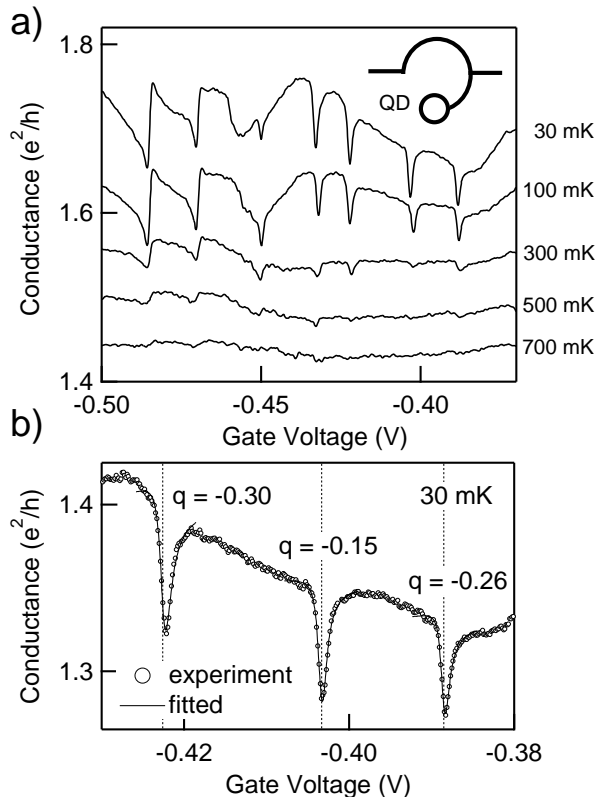 a)
1.8
1.6
1.4
Conductance (e²/h)
QD
30 mK
100 mK
300 mK
500 mK
700 mK
-0.50
-0.45
-0.40
Gate Voltage (V)
b)
1.4
1.3
Conductance (e²/h)
q = -0.30
30 mK
q = -0.15
q = -0.26
experiment
fitted
-0.42
-0.40
-0.38
Gate Voltage (V)